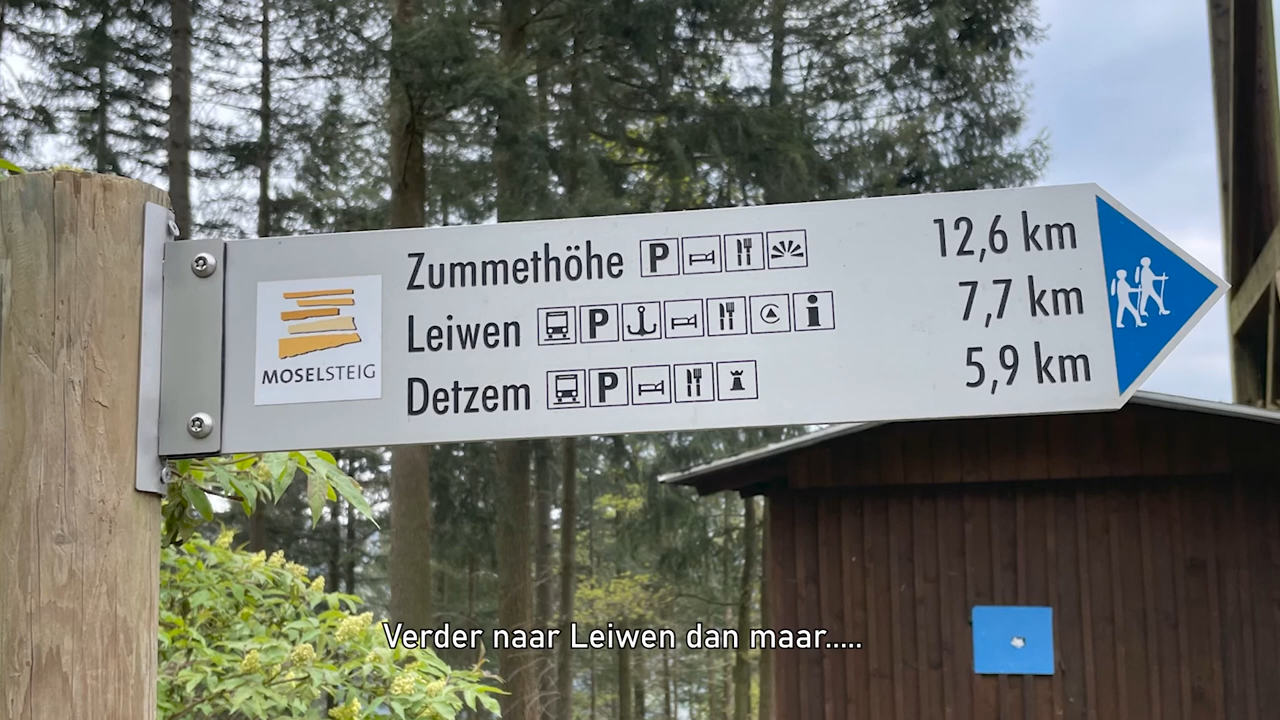 Zummethöhe P 12,6 km
Leiwen P i 7,7 km
Detzem P 5,9 km
MOSELSTEIG
Verder naar Leiwen dan maar.....